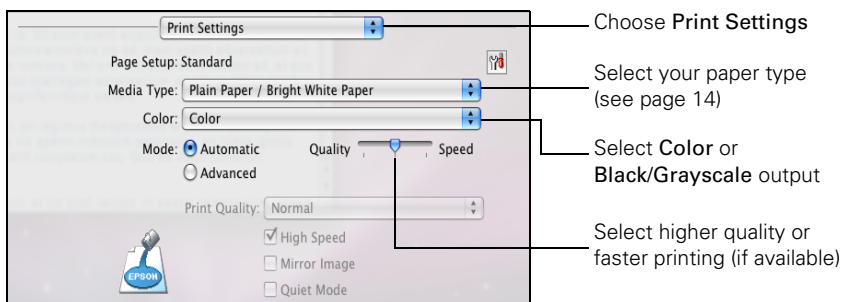 Print Settings
Choose Print Settings
Page Setup: Standard
Media Type: Plain Paper / Bright White Paper
Select your paper type
(see page 14)
Color: Color
Mode: Automatic Quality Speed
Advanced
Select Color or
Black/Grayscale output
Print Quality: Normal
High Speed
Mirror Image
Quiet Mode
Select higher quality or
faster printing (if available)
EPSON